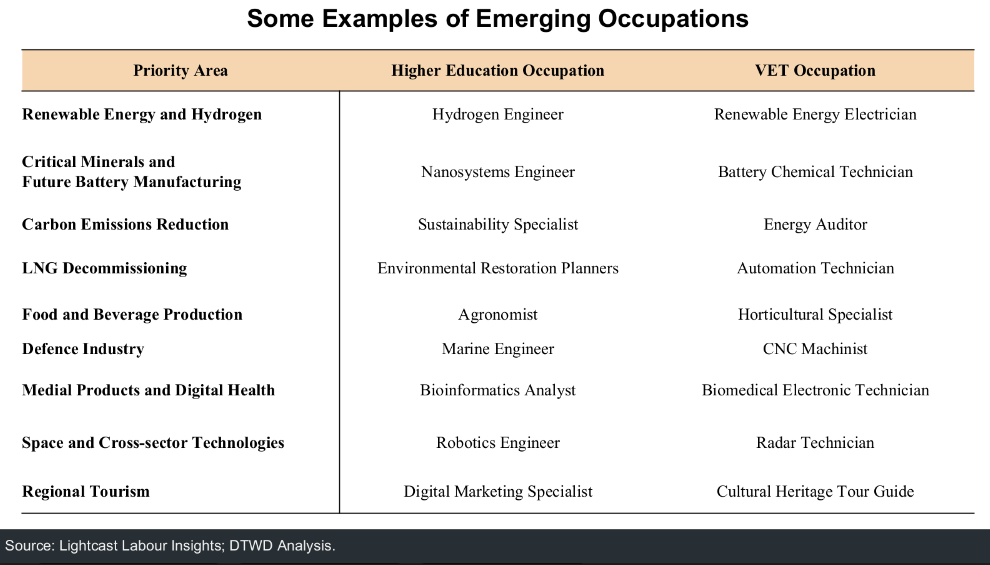 Some Examples of Emerging Occupations
Priority Area Higher Education Occupation VET Occupation
Renewable Energy and Hydrogen Hydrogen Engineer Renewable Energy Electrician
Critical Minerals and
Future Battery Manufacturing Nanosystems Engineer Battery Chemical Technician
Carbon Emissions Reduction Sustainability Specialist Energy Auditor
LNG Decommissioning Environmental Restoration Planners Automation Technician
Food and Beverage Production Agronomist Horticultural Specialist
Defence Industry Marine Engineer CNC Machinist
Medial Products and Digital Health Bioinformatics Analyst Biomedical Electronic Technician
Space and Cross-sector Technologies Robotics Engineer Radar Technician
Regional Tourism Digital Marketing Specialist Cultural Heritage Tour Guide
Source: Lightcast Labour Insights; DTWD Analysis.